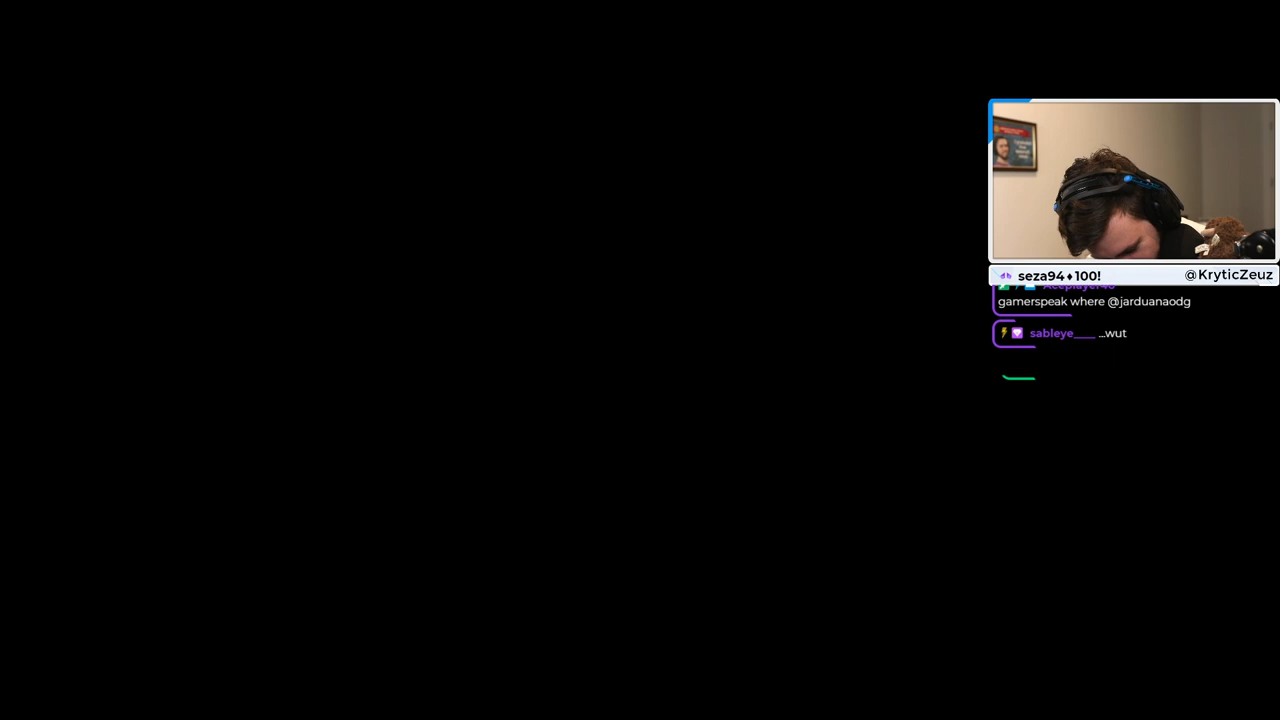 seza94♦100!
@KryticZeuz
gamerspeak where @jarduanaodg
sableye____ ...wut